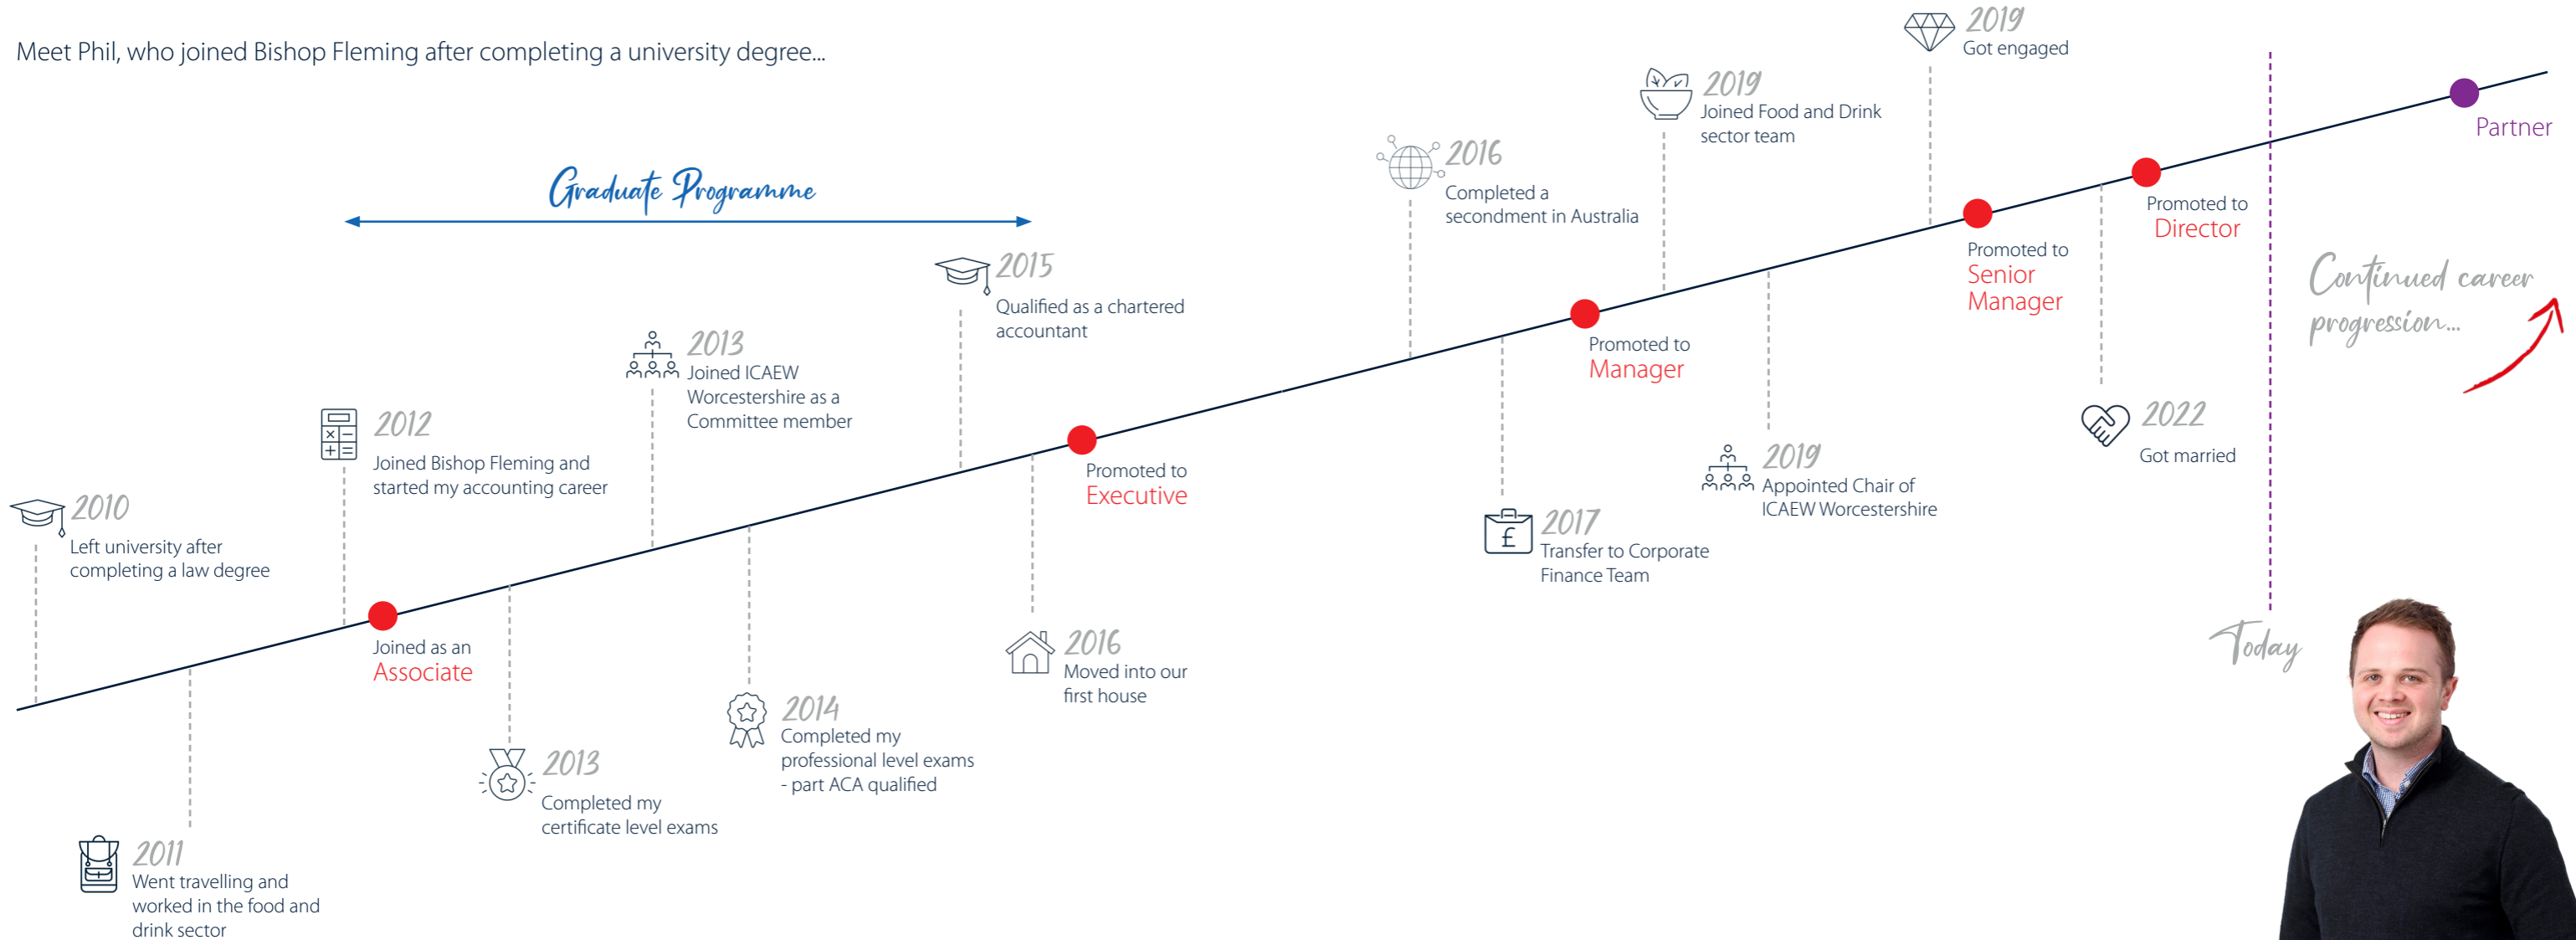 Meet Phil, who joined Bishop Fleming after completing a university degree...
Graduate Programme
2010
Left university after
completing a law degree
2011
Went travelling and
worked in the food and
drink sector
2012
Joined Bishop Fleming and
started my accounting career
Joined as an
Associate
2013
Completed my
certificate level exams
2013
Joined ICAEW
Worcestershire as a
Committee member
2014
Completed my
professional level exams
- part ACA qualified
2015
Qualified as a chartered
accountant
2016
Moved into our
first house
Promoted to
Executive
2016
Completed a
secondment in Australia
2017
Transfer to Corporate
Finance Team
£
Promoted to
Manager
2019
Joined Food and Drink
sector team
2019
Appointed Chair of
ICAEW Worcestershire
2019
Got engaged
Promoted to
Senior
Manager
2022
Got married
Promoted to
Director
Today
Continued career
progression...
Partner